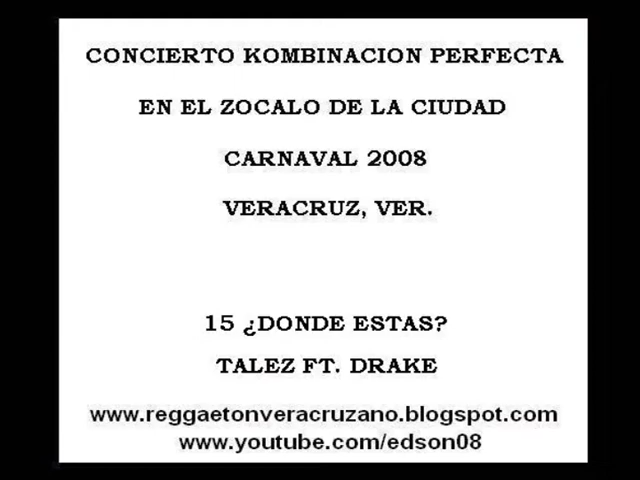 CONCIERTO KOMBINACION PERFECTA
EN EL ZOCALO DE LA CIUDAD
CARNAVAL 2008
VERACRUZ, VER.
15 ¿DONDE ESTAS?
TALEZ FT. DRAKE
www.reggaetonveracruzano.blogspot.com
www.youtube.com/edson08